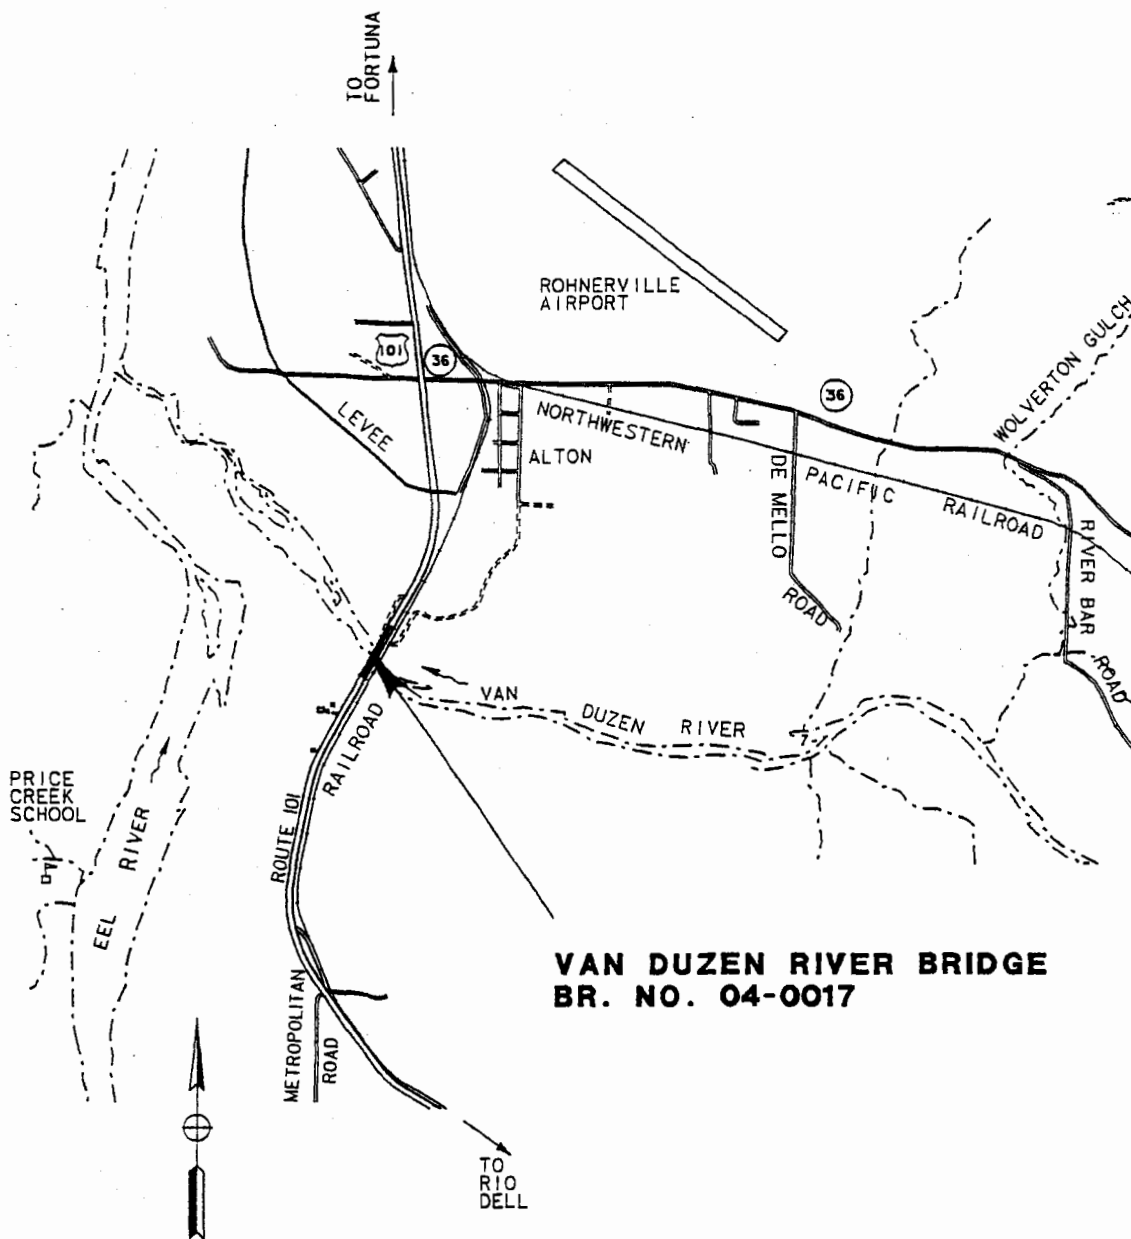 TO
FORTUNA
ROHNERVILLE
AIRPORT
101
36
36
WOLVERTON GULCH
LEVEE
NORTHWESTERN
PACIFIC
RAILROAD
ALTON
DE MELLO
ROAD
RIVER BAR
ROAD
VAN
DUZEN
RIVER
RAILROAD
ROUTE 101
PRICE
CREEK
SCHOOL
EEL
RIVER
VAN DUZEN RIVER BRIDGE
BR. NO. 04-0017
METROPOLITAN
ROAD
TO
RIO
DELL